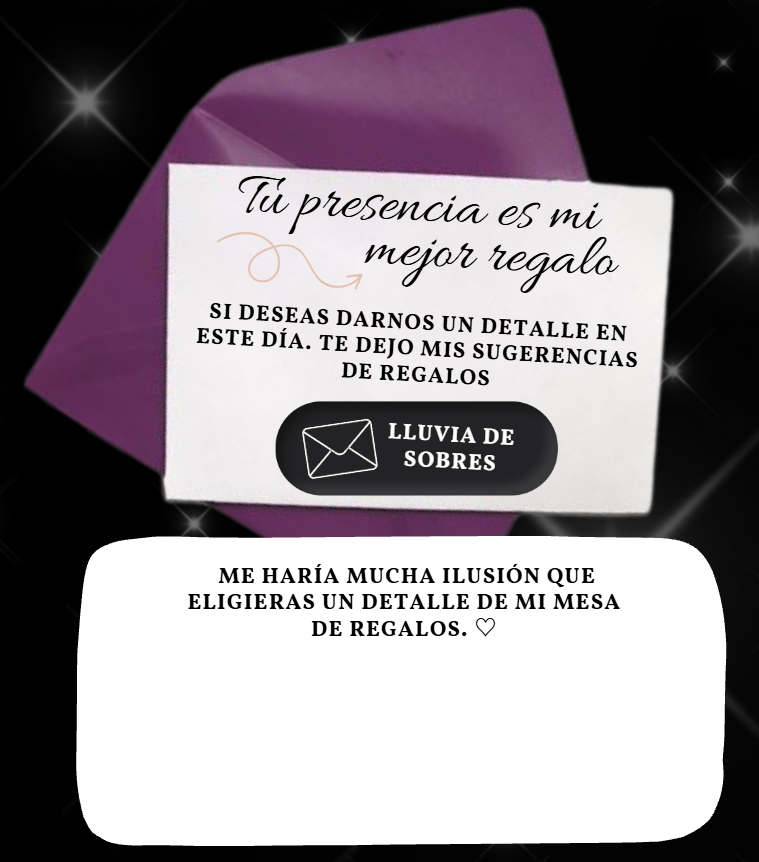 Tú presencia es mi
mejor regalo
SI DESEAS DARNOS UN DETALLE EN
ESTE DÍA. TE DEJO MIS SUGERENCIAS
DE REGALOS
LLUVIA DE
SOBRES
ME HARÍA MUCHA ILUSIÓN QUE
ELIGIERAS UN DETALLE DE MI MESA
DE REGALOS. ♡